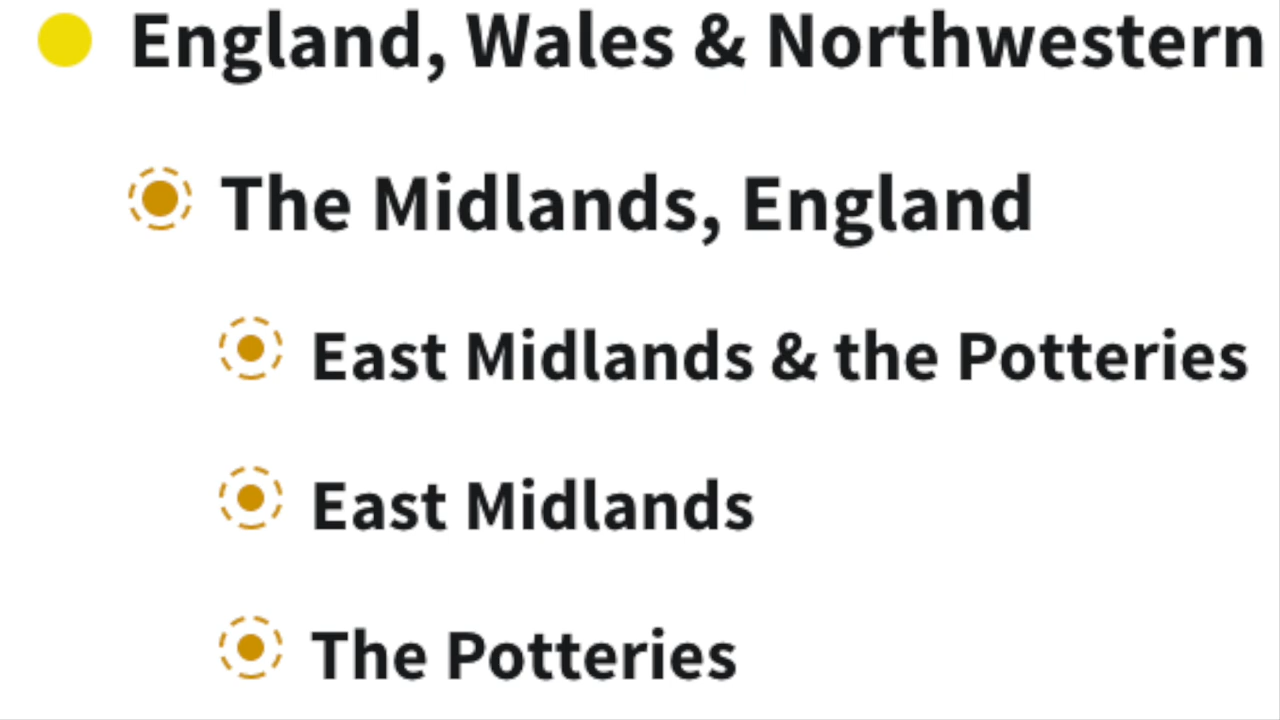 England, Wales & Northwestern
The Midlands, England
East Midlands & the Potteries
East Midlands
The Potteries